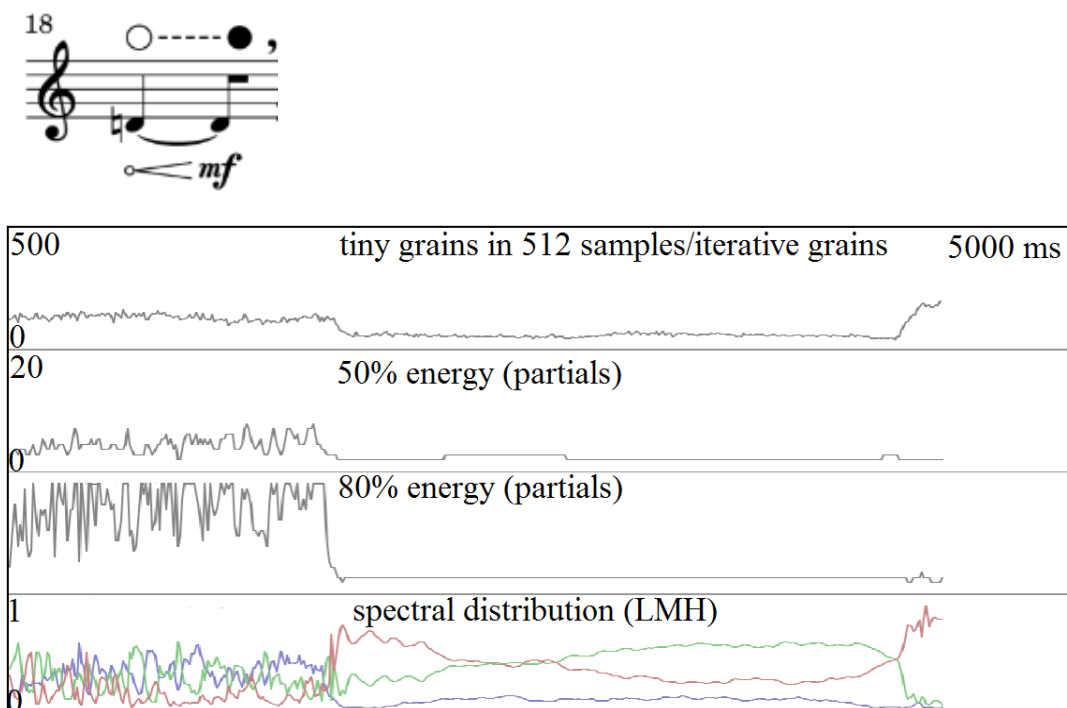 18
,
mf
500 tiny grains in 512 samples/iterative grains 5000 ms
0
20 50% energy (partials)
0
80% energy (partials)
1 spectral distribution (LMH)
0